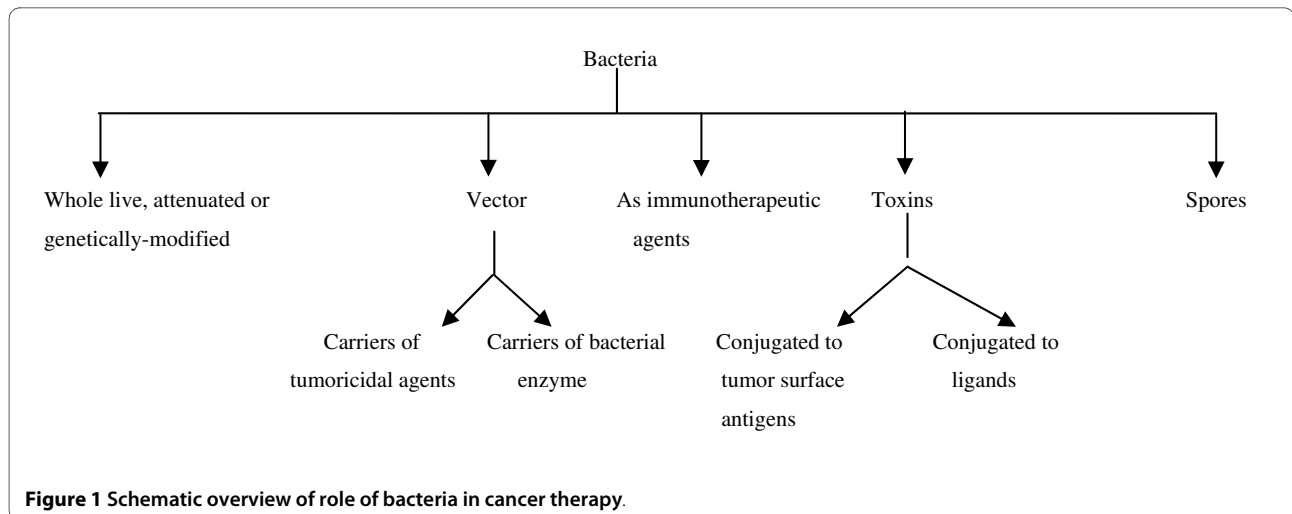 Bacteria
Whole live, attenuated or
genetically-modified
Vector
As immunotherapeutic
agents
Toxins
Spores
Carriers of
tumoricidal agents
Carriers of bacterial
enzyme
Conjugated to
tumor surface
antigens
Conjugated to
ligands
Figure 1 Schematic overview of role of bacteria in cancer therapy.